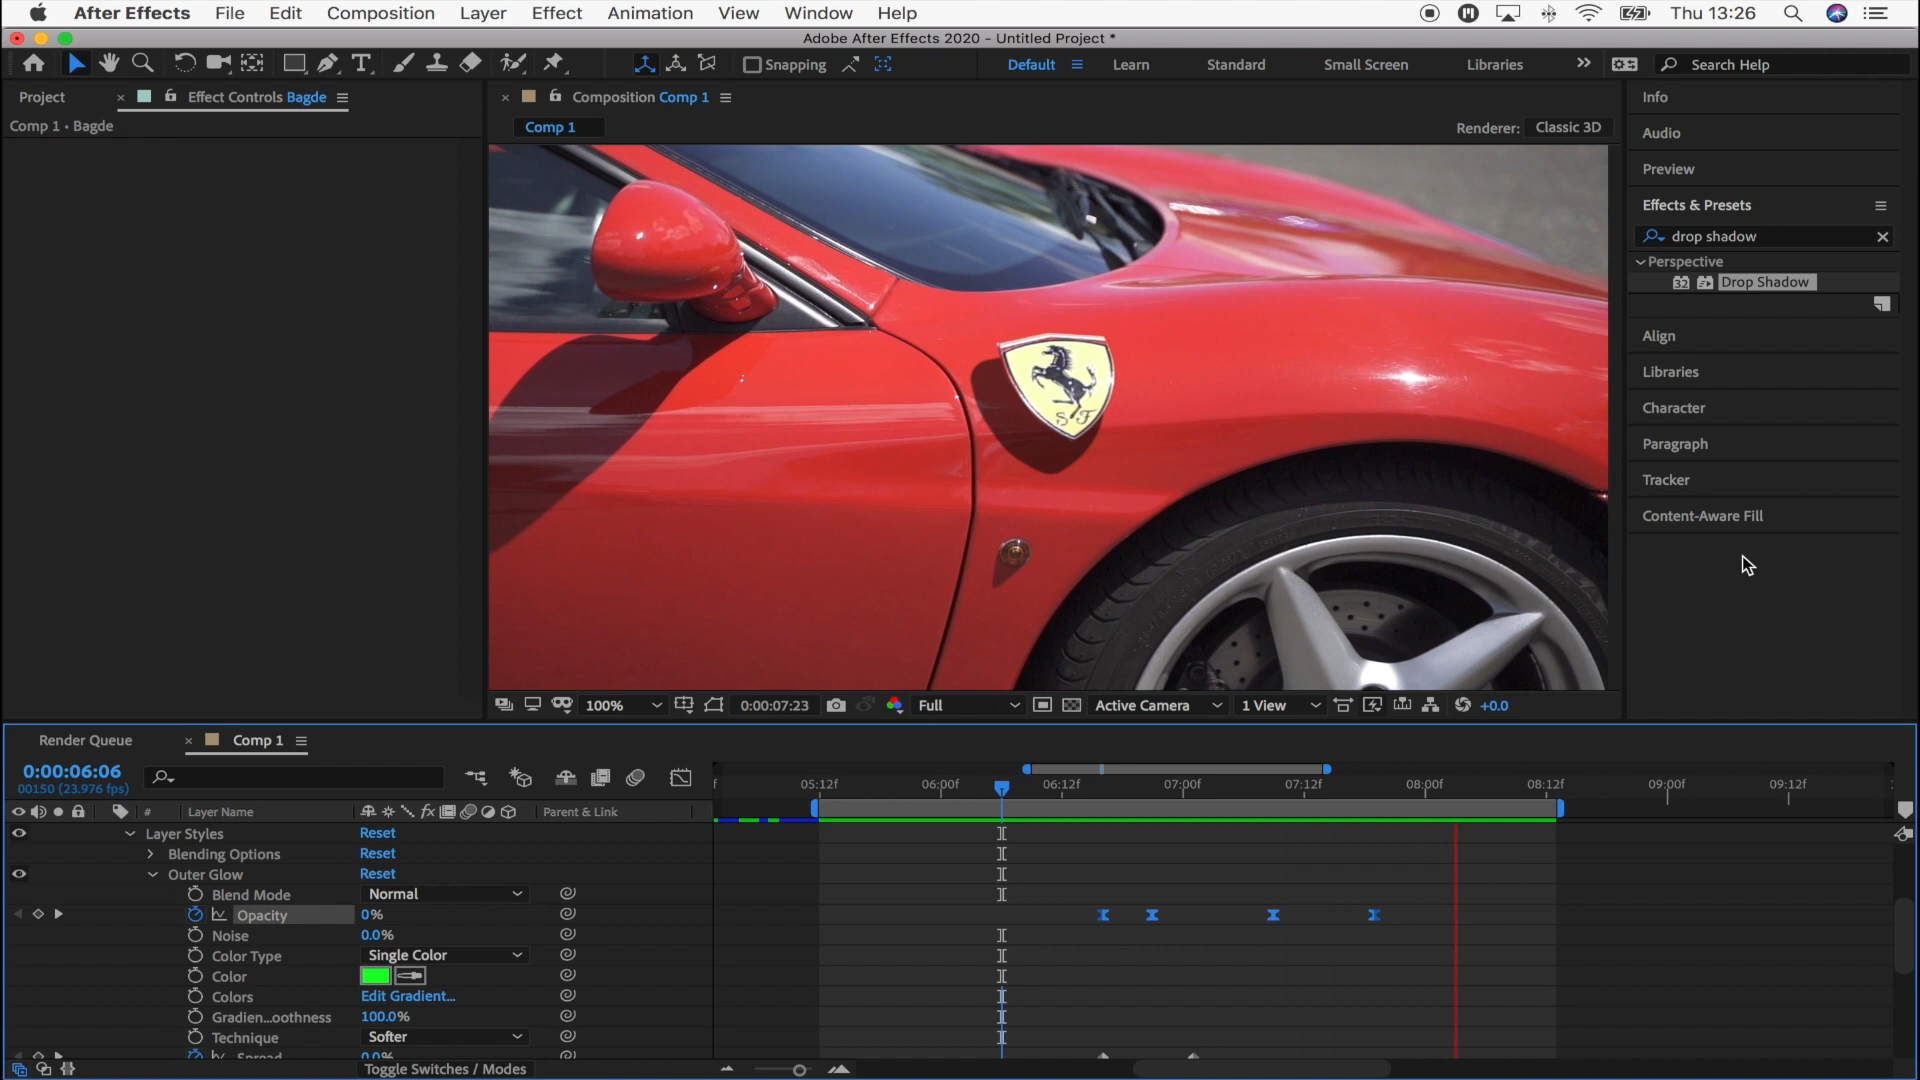 After Effects File Edit Composition Layer Effect Animation View Window Help Thu 13:26
Adobe After Effects 2020 - Untitled Project *
Snapping Default Learn Standard Small Screen Libraries Search Help
Project Effect Controls Bagde Composition Comp 1 Info
Comp 1 • Bagde Comp 1 Renderer: Classic 3D
Audio
Preview
Effects & Presets
drop shadow
Perspective
32 Drop Shadow
Align
Libraries
Character
Paragraph
Tracker
Content-Aware Fill
S F
100% 0:00:07:23 Full Active Camera 1 View +0.0
Render Queue Comp 1
0:00:06:06
00150 (23.976 fps)
f 05:12f 06:00f 06:12f 07:00f 07:12f 08:00f 08:12f 09:00f 09:12f
# Layer Name fx Parent & Link
Layer Styles Reset
Blending Options Reset
Outer Glow Reset
Blend Mode Normal
Opacity 0%
Noise 0.0%
Color Type Single Color
Color
Colors Edit Gradient...
Gradien...oothness 100.0%
Technique Softer
Spread 0.0%
Toggle Switches / Modes